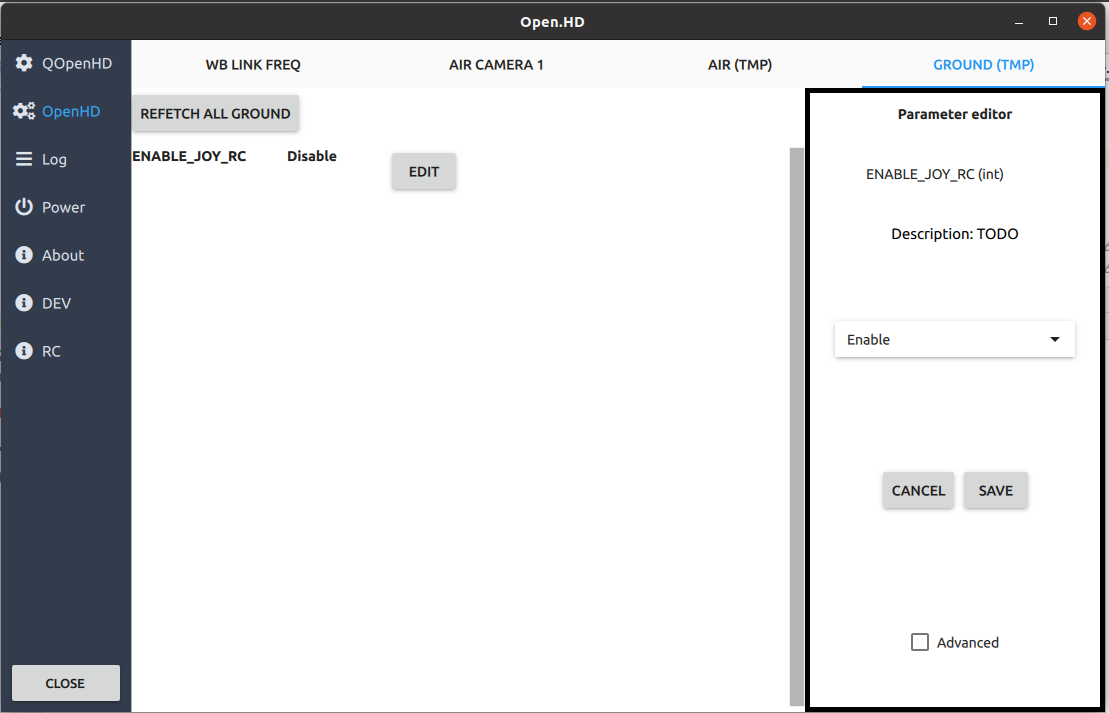 Open.HD
QOpenHD
OpenHD
Log
Power
About
DEV
RC
CLOSE
WB LINK FREQ
AIR CAMERA 1
AIR (TMP)
GROUND (TMP)
REFETCH ALL GROUND
ENABLE_JOY_RC
Disable
EDIT
Parameter editor
ENABLE_JOY_RC (int)
Description: TODO
Enable
CANCEL
SAVE
Advanced